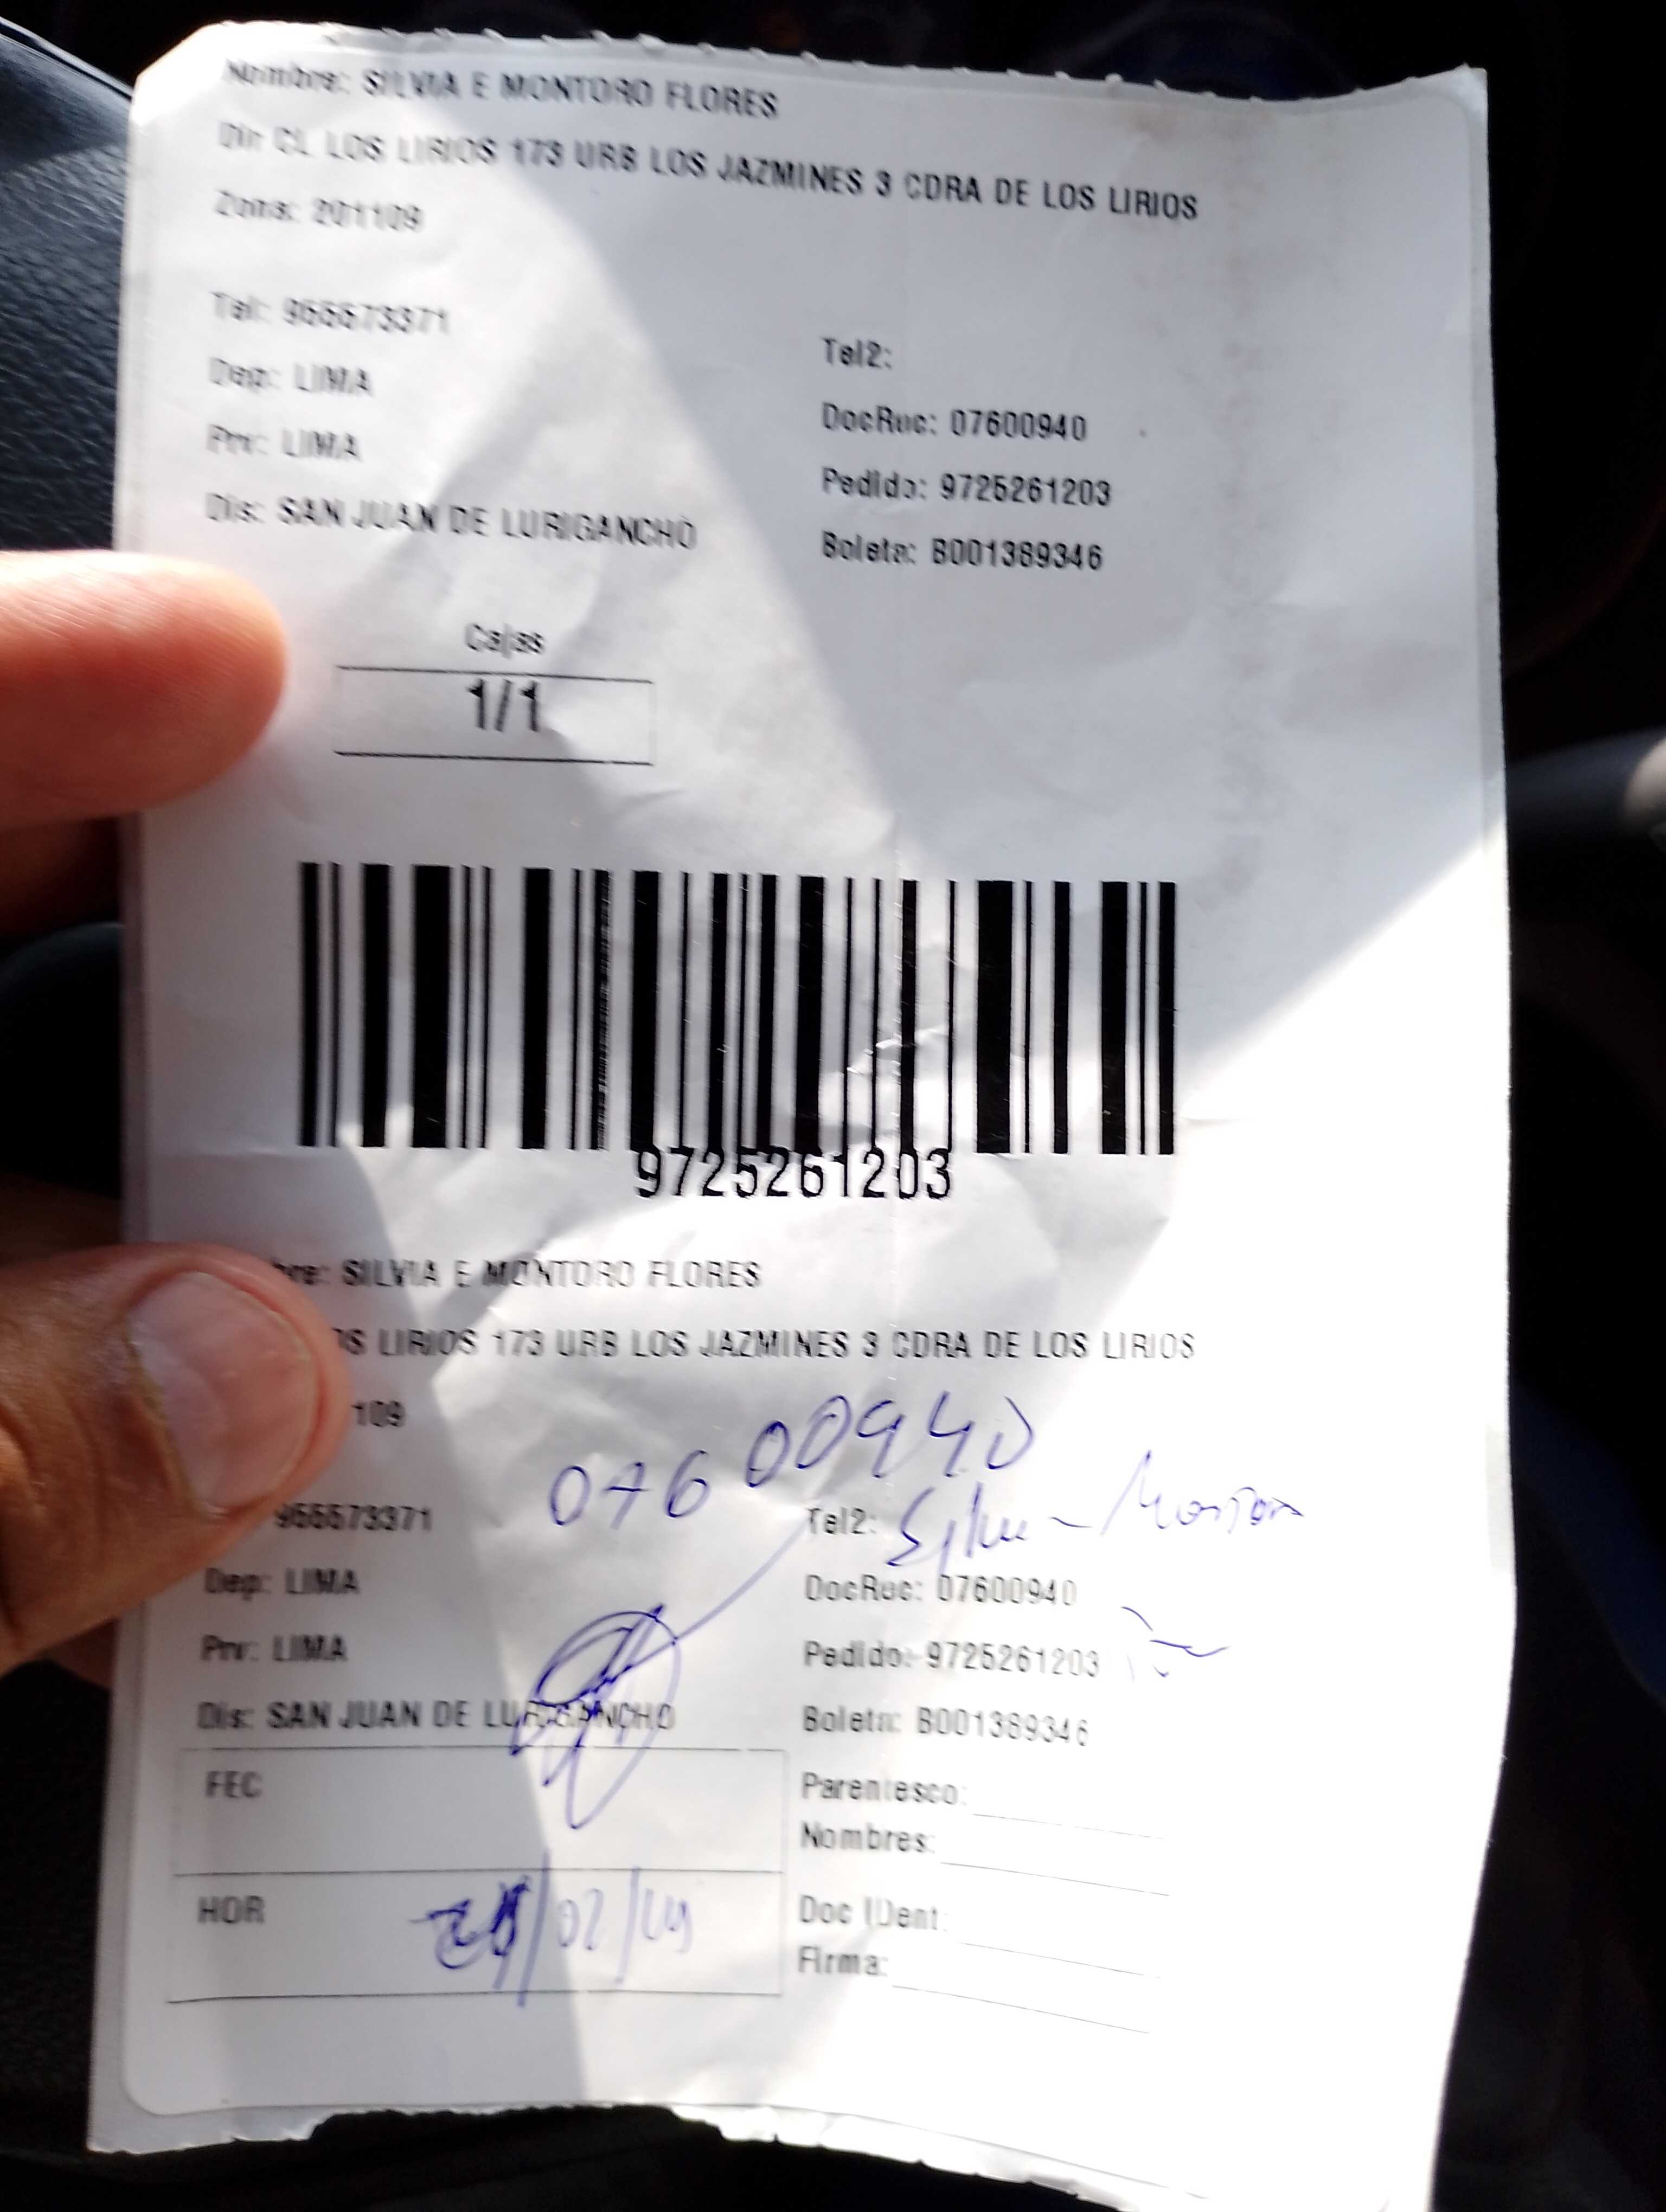 Nombre: SILVIA E MONTORO FLORES
Dir: CL LOS LIRIOS 173 URB LOS JAZMINES 3 CDRA DE LOS LIRIOS
Zona: 201109
Tel: 955573371
Tel2:
Dep: LIMA
DocRuc: 07600940
Prv: LIMA
Pedido: 9725261203
Dis: SAN JUAN DE LURIGANCHO
Boleta: B001389346
Cajas
1/1
9725261203
bre: SILVIA E MONTORO FLORES
OS LIRIOS 173 URB LOS JAZMINES 3 CDRA DE LOS LIRIOS
109
07600940
955573371
Tel2:
Dep: LIMA
DocRuc: 07600940
Prv: LIMA
Pedido: 9725261203
Dis: SAN JUAN DE LURIGANCHO
Boleta: B001389346
FEC
Parentesco:
Nombres:
HOR
Doc IDent:
Firma: